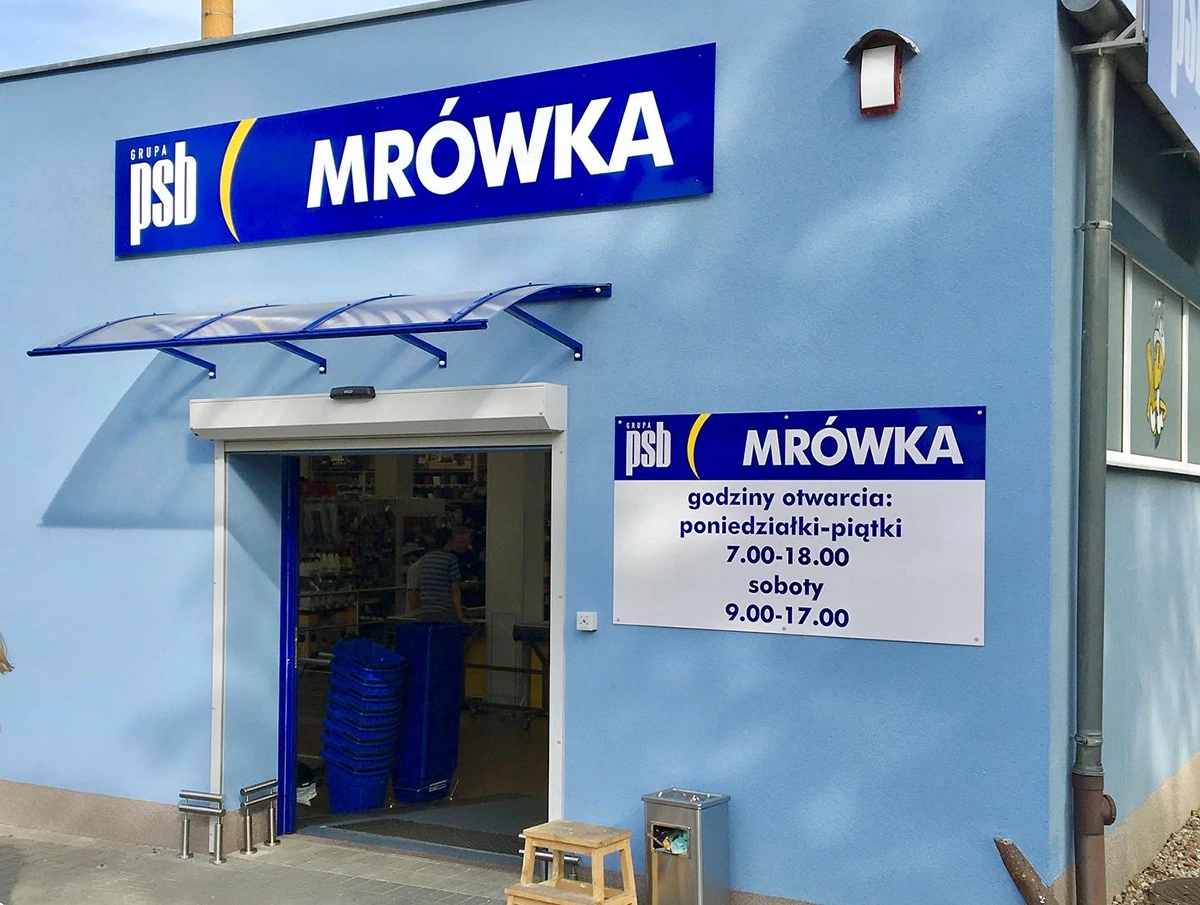 GRUPA
psb
MRÓWKA
GRUPA
psb
MRÓWKA
godziny otwarcia:
poniedziałki-piątki
7.00-18.00
soboty
9.00-17.00